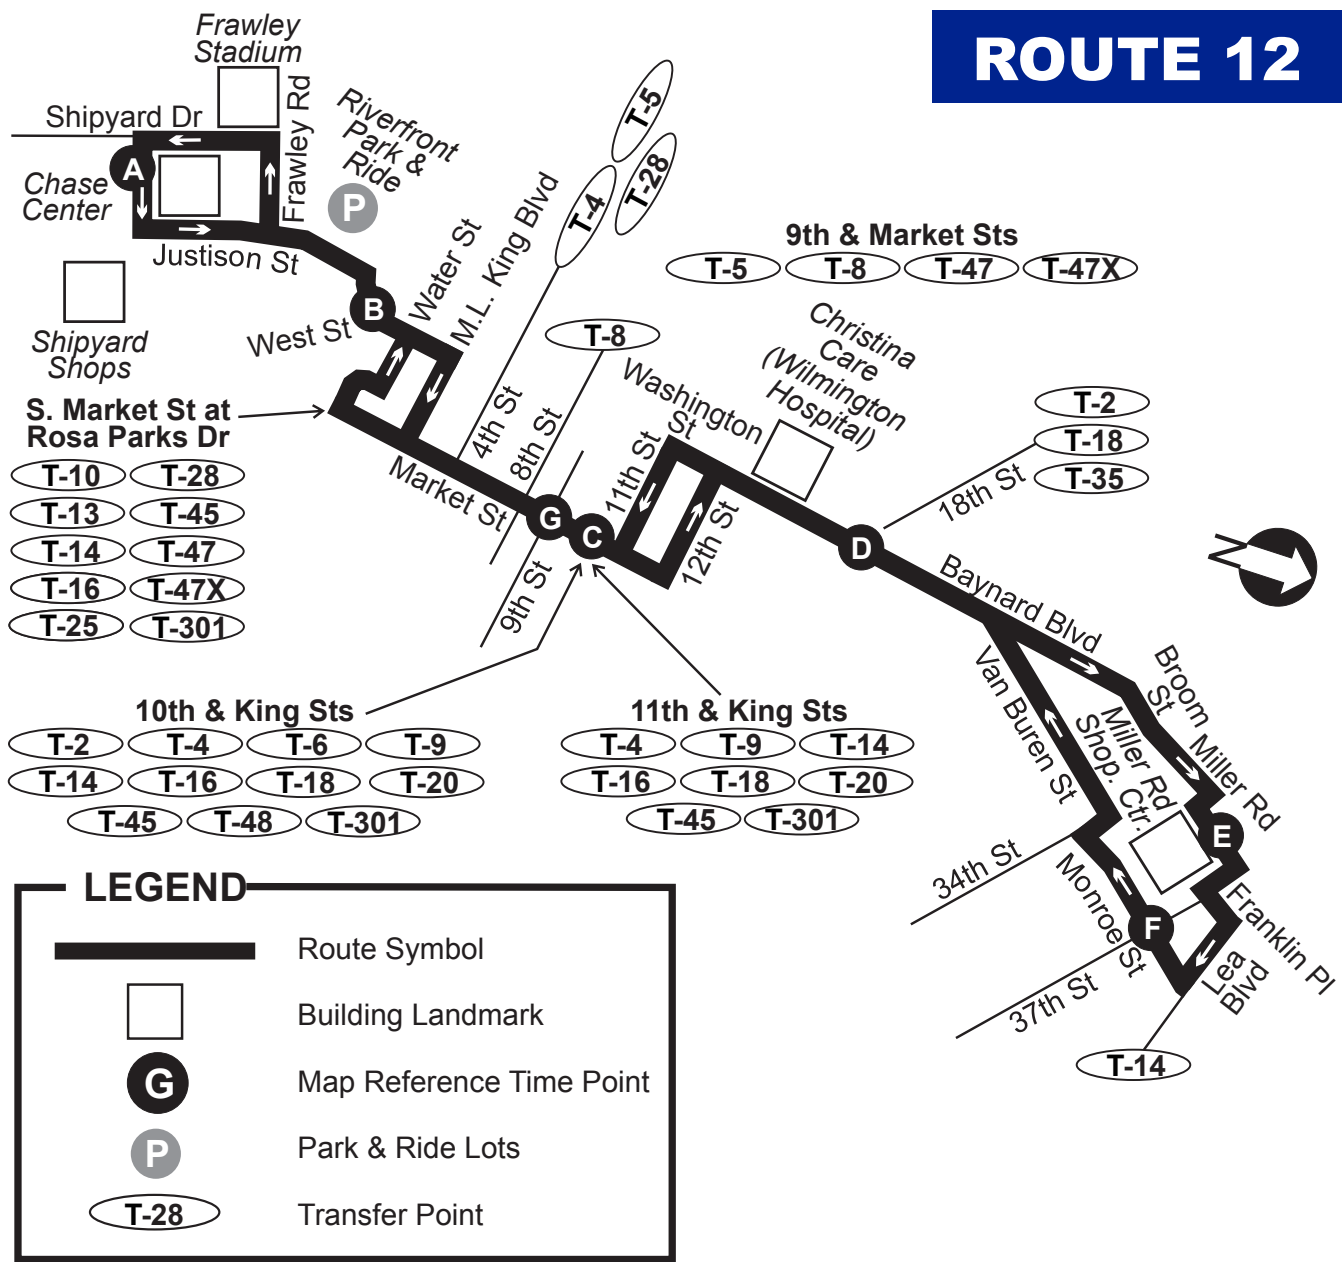 ROUTE 12
Frawley
Stadium
Shipyard Dr
Frawley Rd
Riverfront
Park &
Ride
P
A
Chase
Center
Justison St
Shipyard
Shops
West St
B
Water St
M.L. King Blvd
T-5
T-28
T-4
9th & Market Sts
T-5
T-8
T-47
T-47X
T-8
Christina
Care
(Wilmington
Hospital)
Washington
St
S. Market St at
Rosa Parks Dr
T-10
T-28
T-13
T-45
T-14
T-47
T-16
T-47X
T-25
T-301
Market St
4th St
8th St
9th St
G
C
11th St
12th St
D
T-2
T-18
T-35
18th St
N
Baynard Blvd
Van Buren St
Broom
St
Miller Rd
Miller Rd
Shop. Ctr.
E
Franklin Pl
F
Lea
Blvd
Monroe St
34th St
37th St
T-14
10th & King Sts
T-2
T-4
T-6
T-9
T-14
T-16
T-18
T-20
T-45
T-48
T-301
11th & King Sts
T-4
T-9
T-14
T-16
T-18
T-20
T-45
T-301
LEGEND
Route Symbol
Building Landmark
G
Map Reference Time Point
P
Park & Ride Lots
T-28
Transfer Point